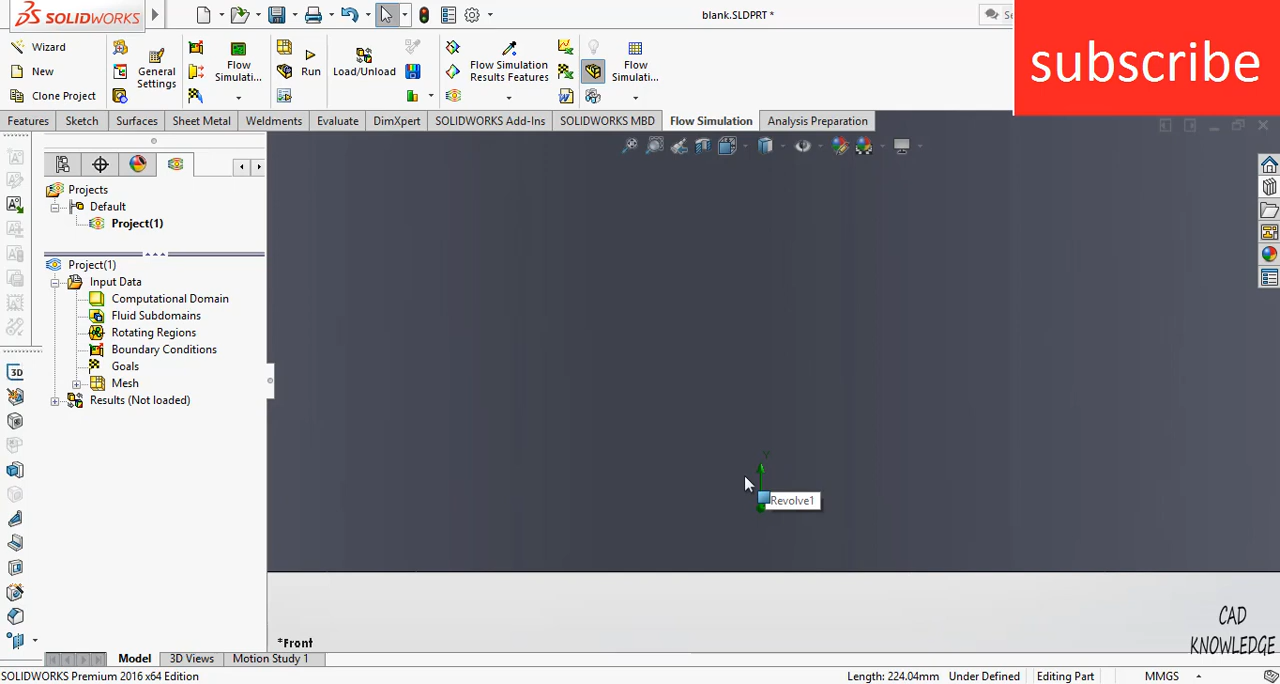 SOLIDWORKS
blank.SLDPRT *
Se
subscribe
Wizard
New
Clone Project
General
Settings
Flow
Simulati...
Run
Load/Unload
Flow Simulation
Results Features
Flow
Simulati...
Features
Sketch
Surfaces
Sheet Metal
Weldments
Evaluate
DimXpert
SOLIDWORKS Add-Ins
SOLIDWORKS MBD
Flow Simulation
Analysis Preparation
Projects
Default
Project(1)
Project(1)
Input Data
Computational Domain
Fluid Subdomains
Rotating Regions
Boundary Conditions
Goals
Mesh
Results (Not loaded)
3D
Y
Revolve1
*Front
CAD
KNOWLEDGE
Model
3D Views
Motion Study 1
SOLIDWORKS Premium 2016 x64 Edition
Length: 224.04mm
Under Defined
Editing Part
MMGS